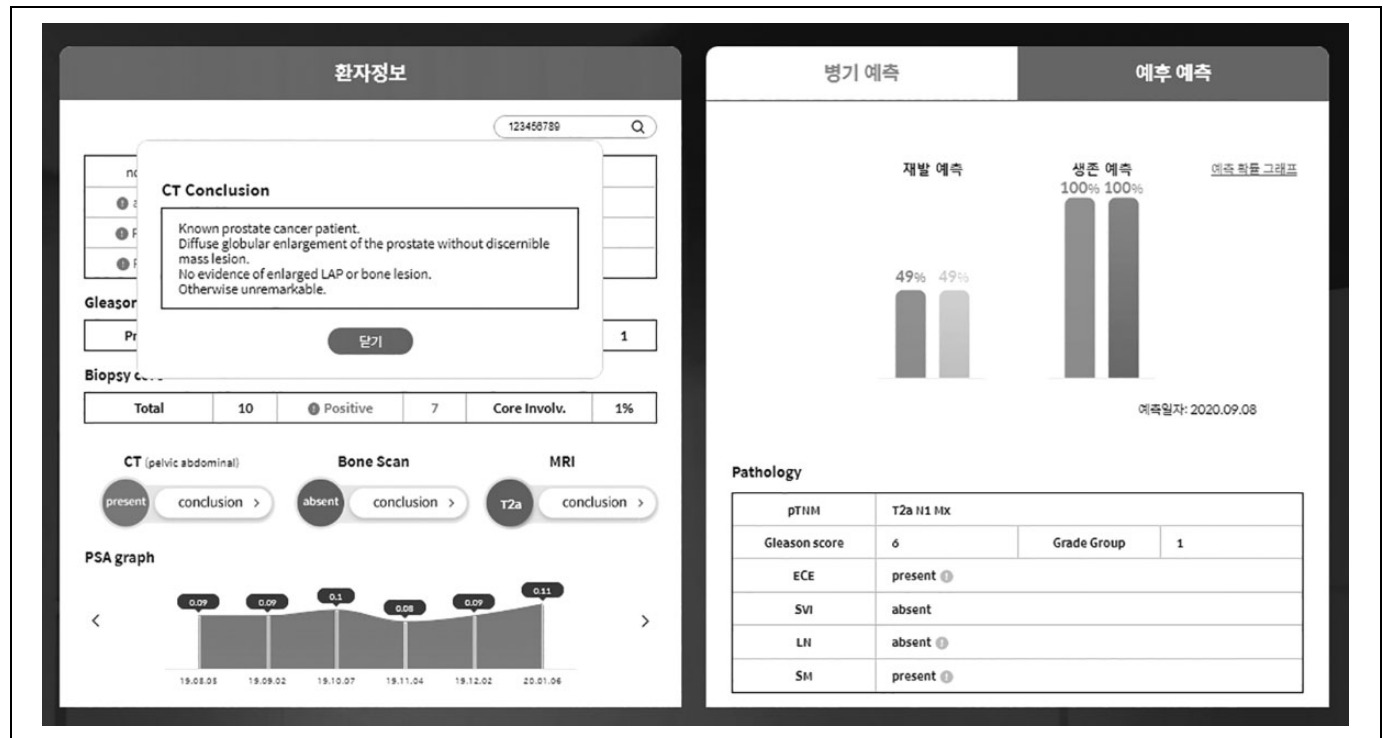 환자정보
123456789
CT Conclusion
Known prostate cancer patient.
Diffuse globular enlargement of the prostate without discernible
mass lesion.
No evidence of enlarged LAP or bone lesion.
Otherwise unremarkable.
닫기
Gleason
1
Biopsy
Total 10 Positive 7 Core Involv. 1%
CT (pelvic abdominal) Bone Scan MRI
present conclusion > absent conclusion > T2a conclusion >
PSA graph
0.09 0.09 0.1 0.08 0.09 0.11
19.08.05 19.09.02 19.10.07 19.11.04 19.12.02 20.01.06
병기 예측 예후 예측
재발 예측 생존 예측 예측 확률 그래프
100% 100%
49% 49%
예측일자: 2020.09.08
Pathology
pTNM T2a N1 Mx
Gleason score 6 Grade Group 1
ECE present
SVI absent
LN absent
SM present